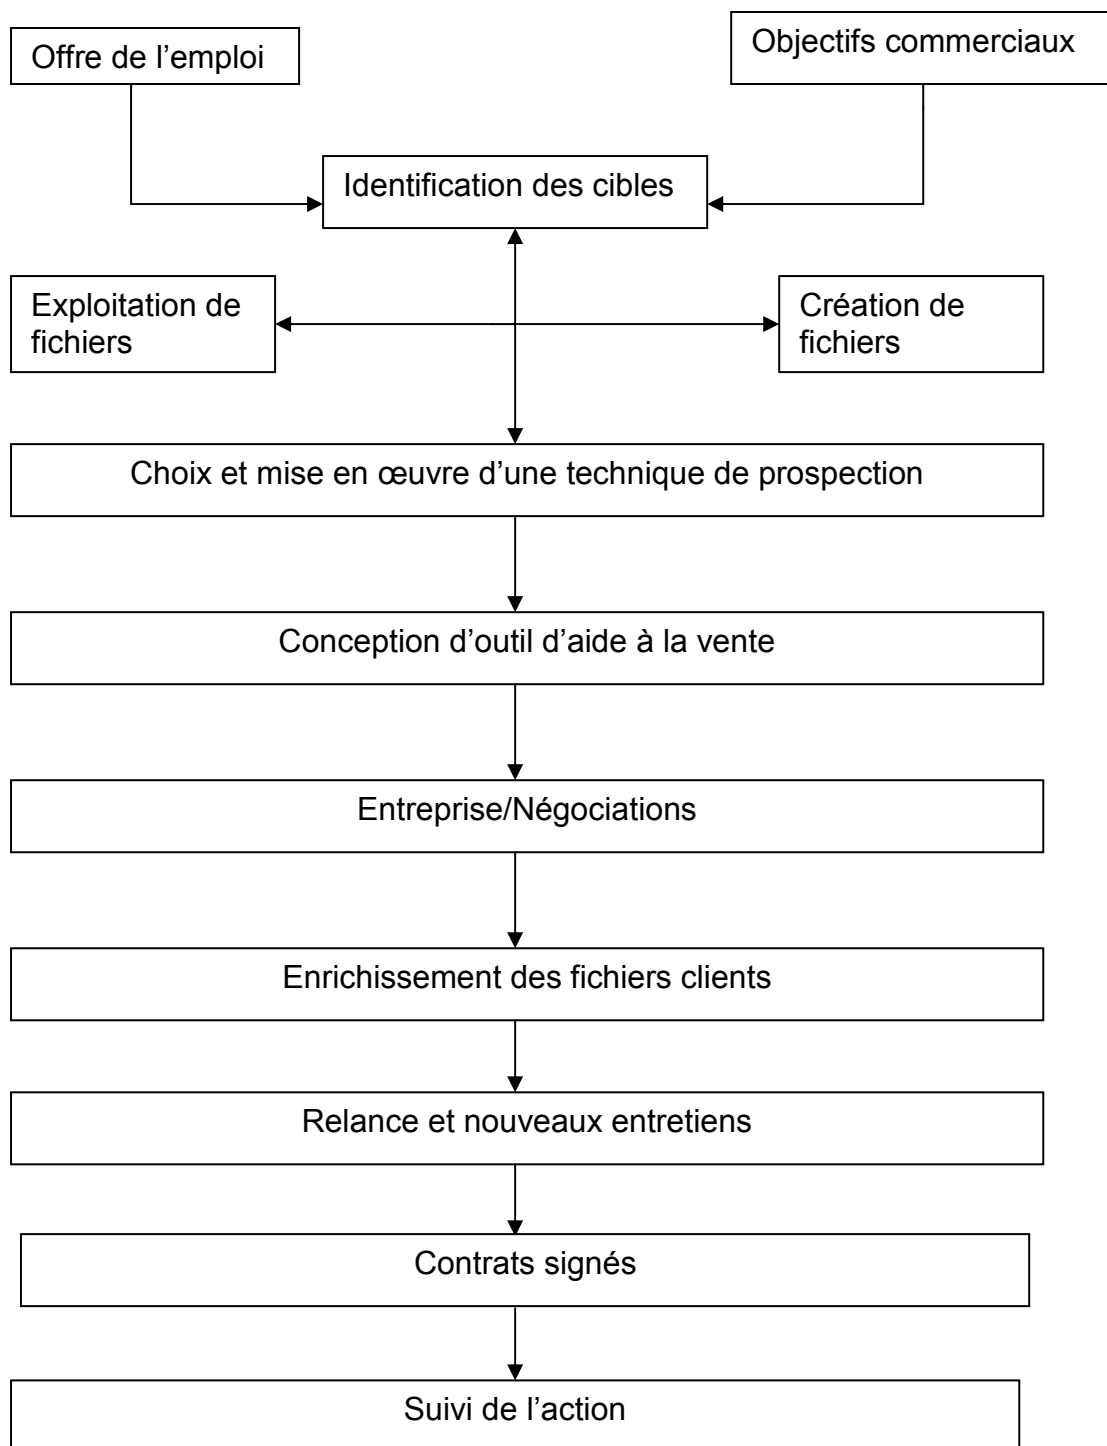 Offre de l’emploi
Objectifs commerciaux
Identification des cibles
Exploitation de
fichiers
Création de
fichiers
Choix et mise en œuvre d’une technique de prospection
Conception d’outil d’aide à la vente
Entreprise/Négociations
Enrichissement des fichiers clients
Relance et nouveaux entretiens
Contrats signés
Suivi de l’action